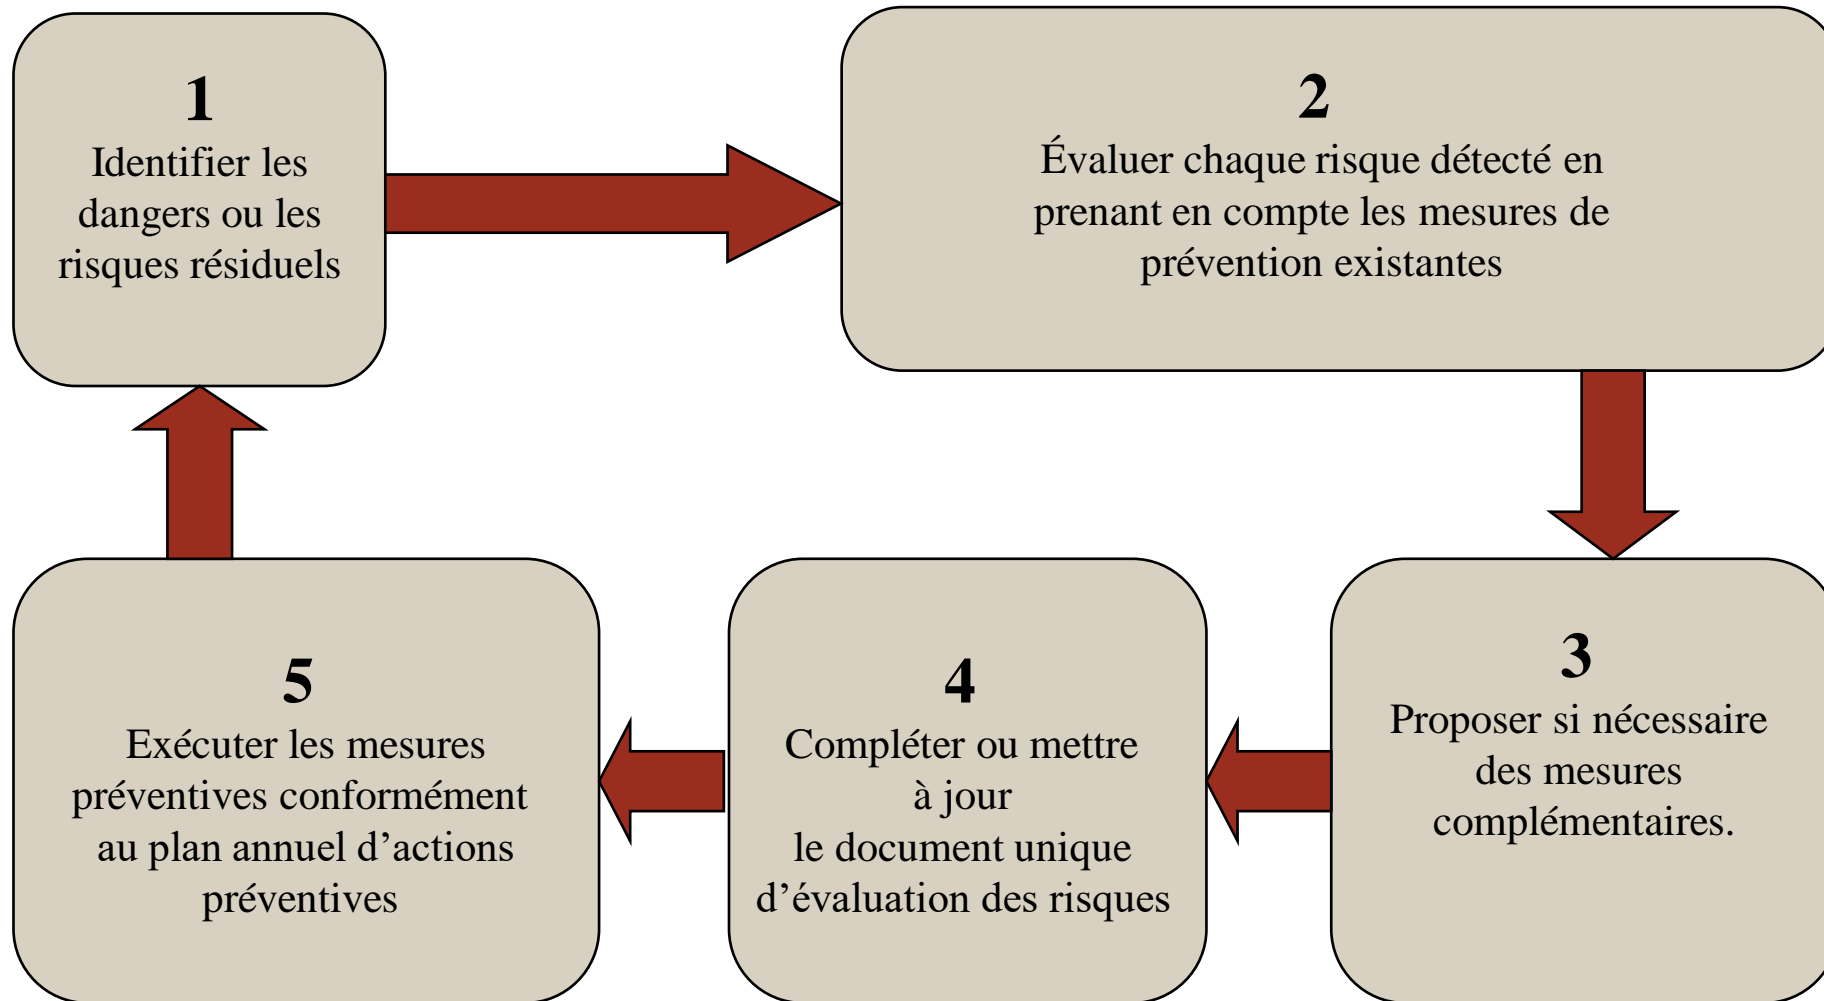 1
Identifier les
dangers ou les
risques résiduels
2
Évaluer chaque risque détecté en
prenant en compte les mesures de
prévention existantes
3
Proposer si nécessaire
des mesures
complémentaires.
4
Compléter ou mettre
à jour
le document unique
d’évaluation des risques
5
Exécuter les mesures
préventives conformément
au plan annuel d’actions
préventives